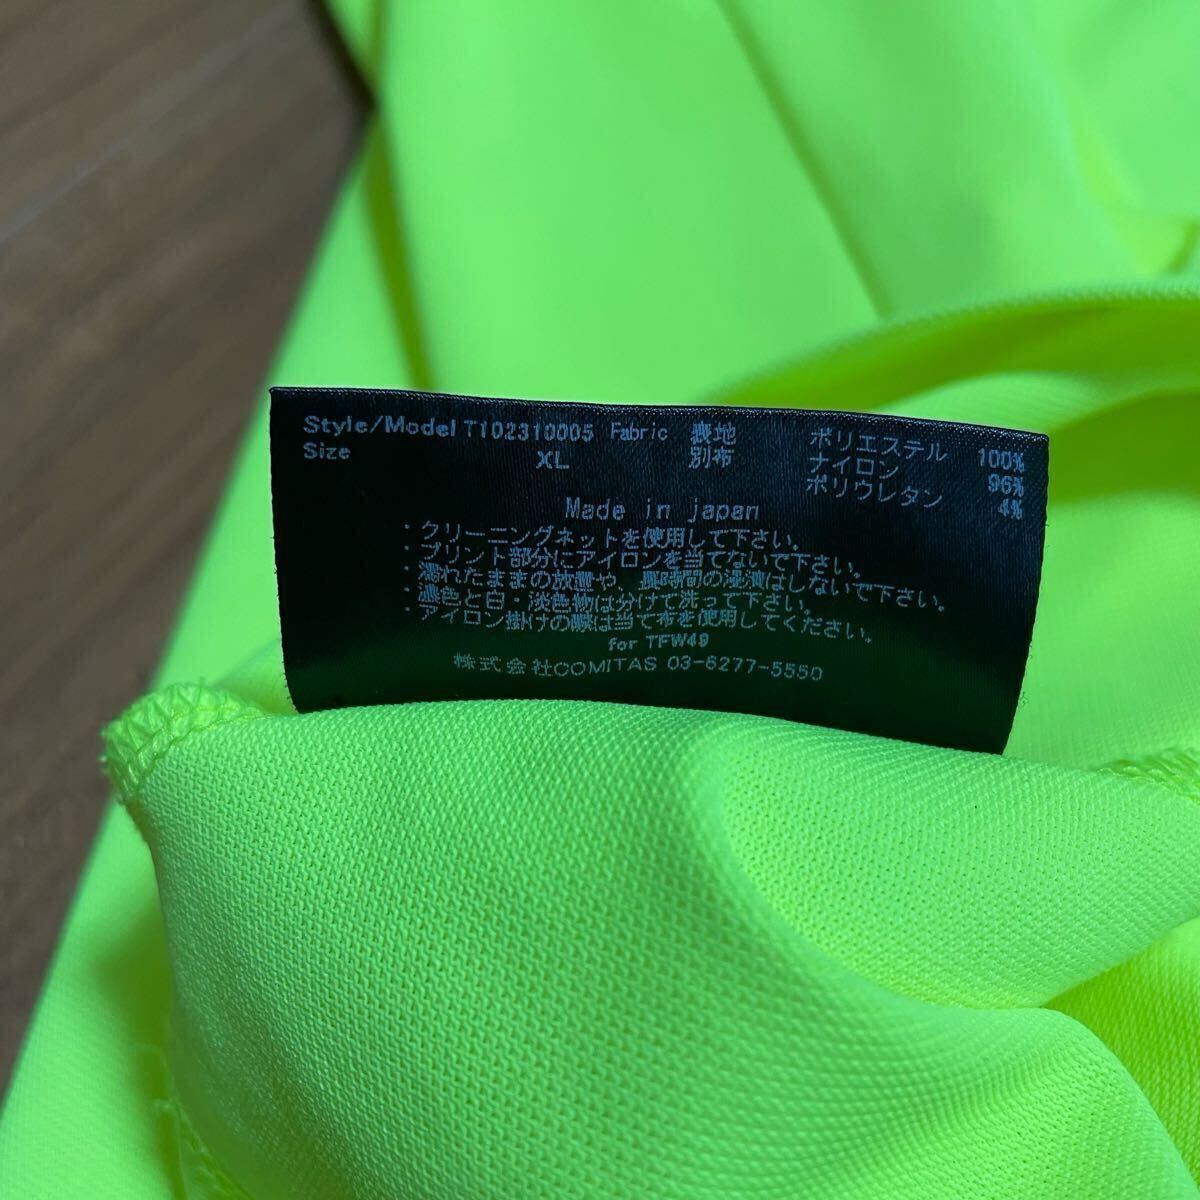 Style/Model T102310005 Fabric 表地 ポリエステル 100%
Size XL 別布 ナイロン 96%
ポリウレタン 4%
Made in japan
・クリーニングネットを使用して下さい。
・プリント部分にアイロンを当てないで下さい。
・濡れたままの放置や、長時間の浸漬はしないで下さい。
・濃色と白・淡色物は分けて洗って下さい。
・アイロン掛けの際は当て布を使用してください。
for TFW49
株式会社COMITAS 03-6277-5550